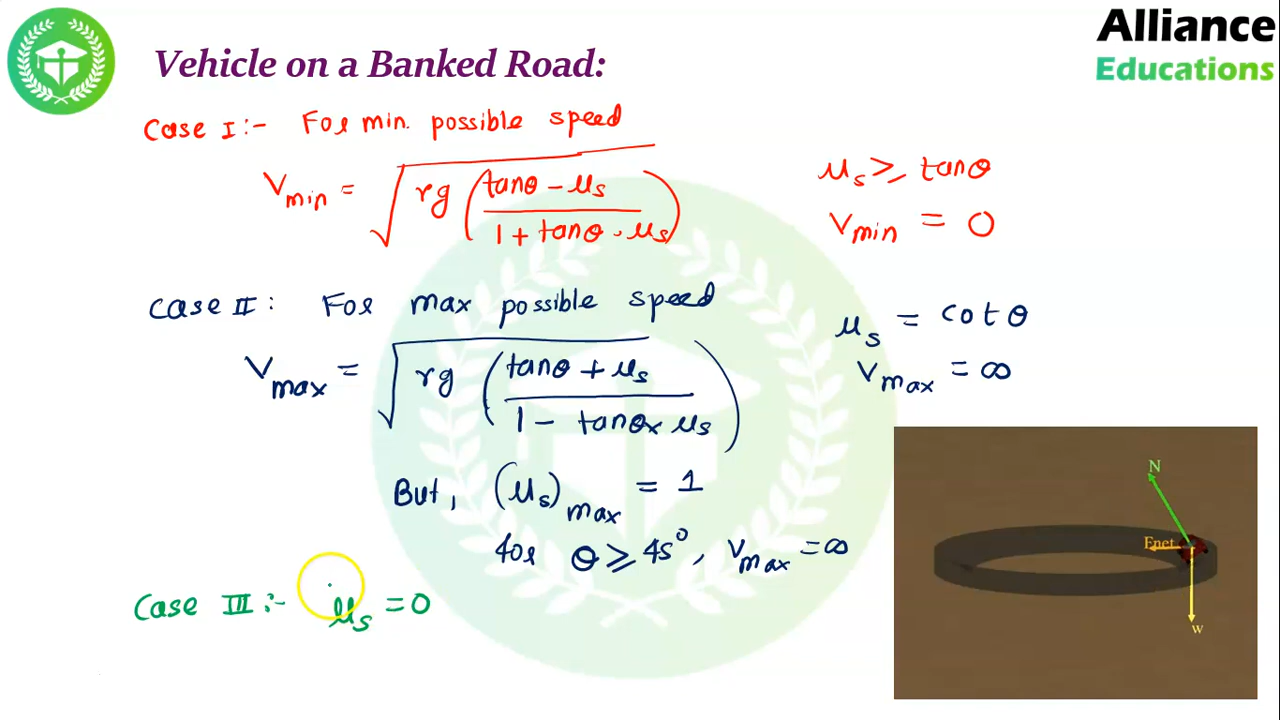 Alliance
Educations
Vehicle on a Banked Road:
Case I :- For min. possible speed
Vmin = √(rg ((tanθ - μs) / (1 + tanθ . μs)))
μs ≥ tanθ
Vmin = 0
Case II : For max possible speed
Vmax = √(rg ((tanθ + μs) / (1 - tanθ x μs)))
μs = cot θ
Vmax = ∞
But, (μs)max = 1
for θ ≥ 45°, Vmax = ∞
Case III :- μs = 0
N
Fnet
W